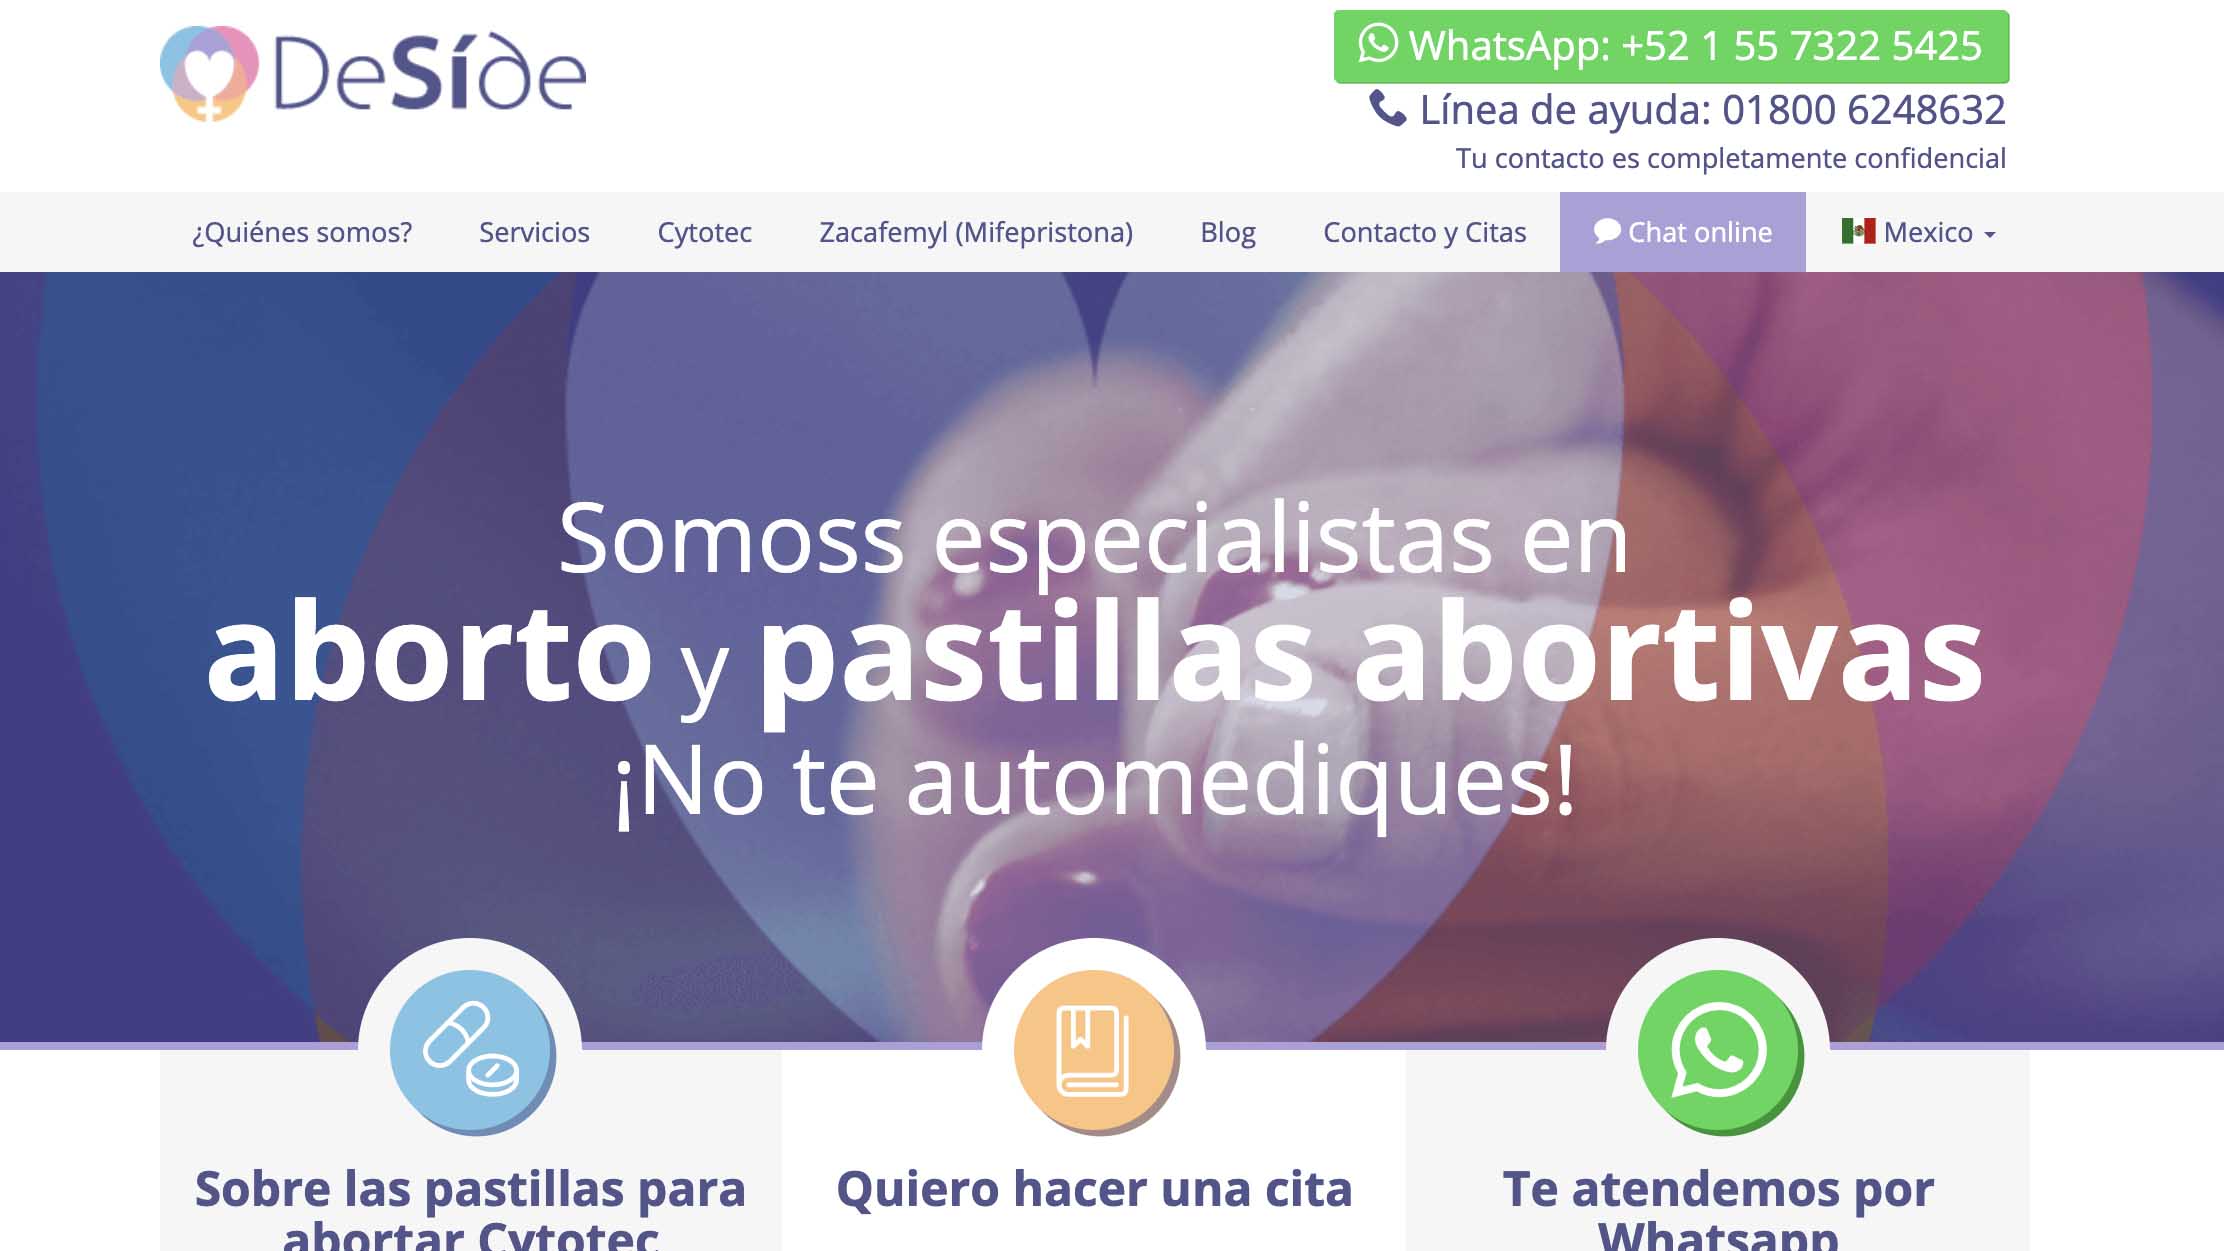 DeSíde
WhatsApp: +52 1 55 7322 5425
Línea de ayuda: 01800 6248632
Tu contacto es completamente confidencial
¿Quiénes somos? Servicios Cytotec Zacafemyl (Mifepristona) Blog Contacto y Citas Chat online Mexico
Somoss especialistas en
aborto y pastillas abortivas
¡No te automediques!
Sobre las pastillas para
abortar Cytotec
Quiero hacer una cita
Te atendemos por
Whatsapp